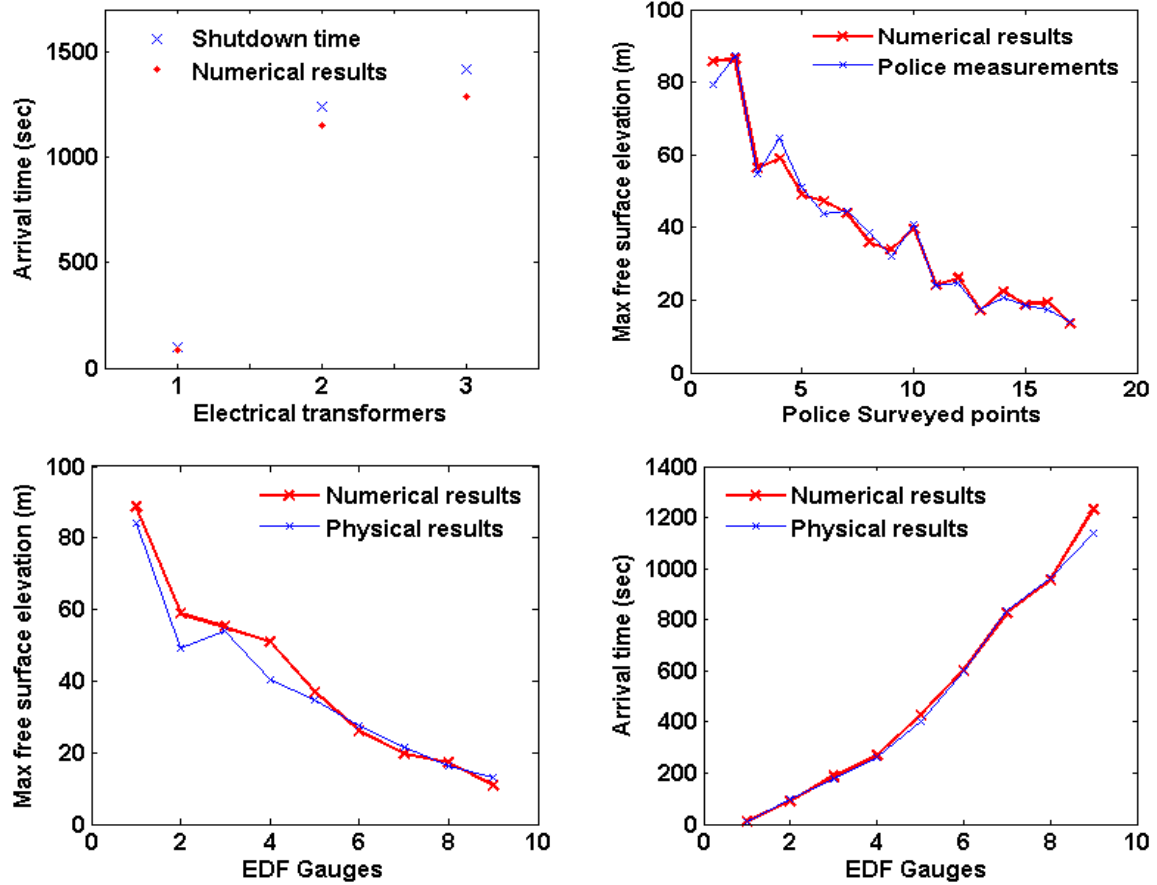 Shutdown time
Numerical results
1500
1000
500
0
1
2
3
Arrival time (sec)
Electrical transformers
Numerical results
Police measurements
100
80
60
40
20
0
0
5
10
15
20
Max free surface elevation (m)
Police Surveyed points
Numerical results
Physical results
100
80
60
40
20
0
0
2
4
6
8
10
Max free surface elevation (m)
EDF Gauges
Numerical results
Physical results
1400
1200
1000
800
600
400
200
0
0
2
4
6
8
10
Arrival time (sec)
EDF Gauges